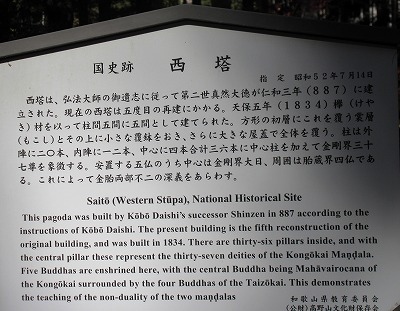 国史跡 西塔
指定 昭和52年7月14日
西塔は、弘法大師の御遺志に従って第二世真然大徳が仁和三年（887）に建
立された。現在の西塔は五度目の再建にかかる。天保五年（1834）欅（けや
き）材を以って柱間五間に五間として建てられた。方形の初層にこれを覆う裳層
（もこし）とその上に小さな覆鉢をおき、さらに大きな屋蓋で全体を覆う。柱は外
陣に二〇本、内陣に一二本、中心に四本合計三六本に中心柱を加えて金剛界三十
七尊を象徴する。安置する五仏のうち中心は金剛界大日、周囲は胎蔵界四仏であ
る。これによって金胎両部不二の深義をあらわす。
Saitō (Western Stūpa), National Historical Site
This pagoda was built by Kōbō Daishi's successor Shinzen in 887 according to the
instructions of Kōbō Daishi. The present building is the fifth reconstruction of the
original building, and was built in 1834. There are thirty-six pillars inside, and with
the central pillar these represent the thirty-seven deities of the Kongōkai Maṇḍala.
Five Buddhas are enshrined here, with the central Buddha being Mahāvairocana of
the Kongōkai surrounded by the four Buddhas of the Taizōkai. This demonstrates
the teaching of the non-duality of the two maṇḍalas
和歌山県教育委員会
(公財)高野山文化財保存会